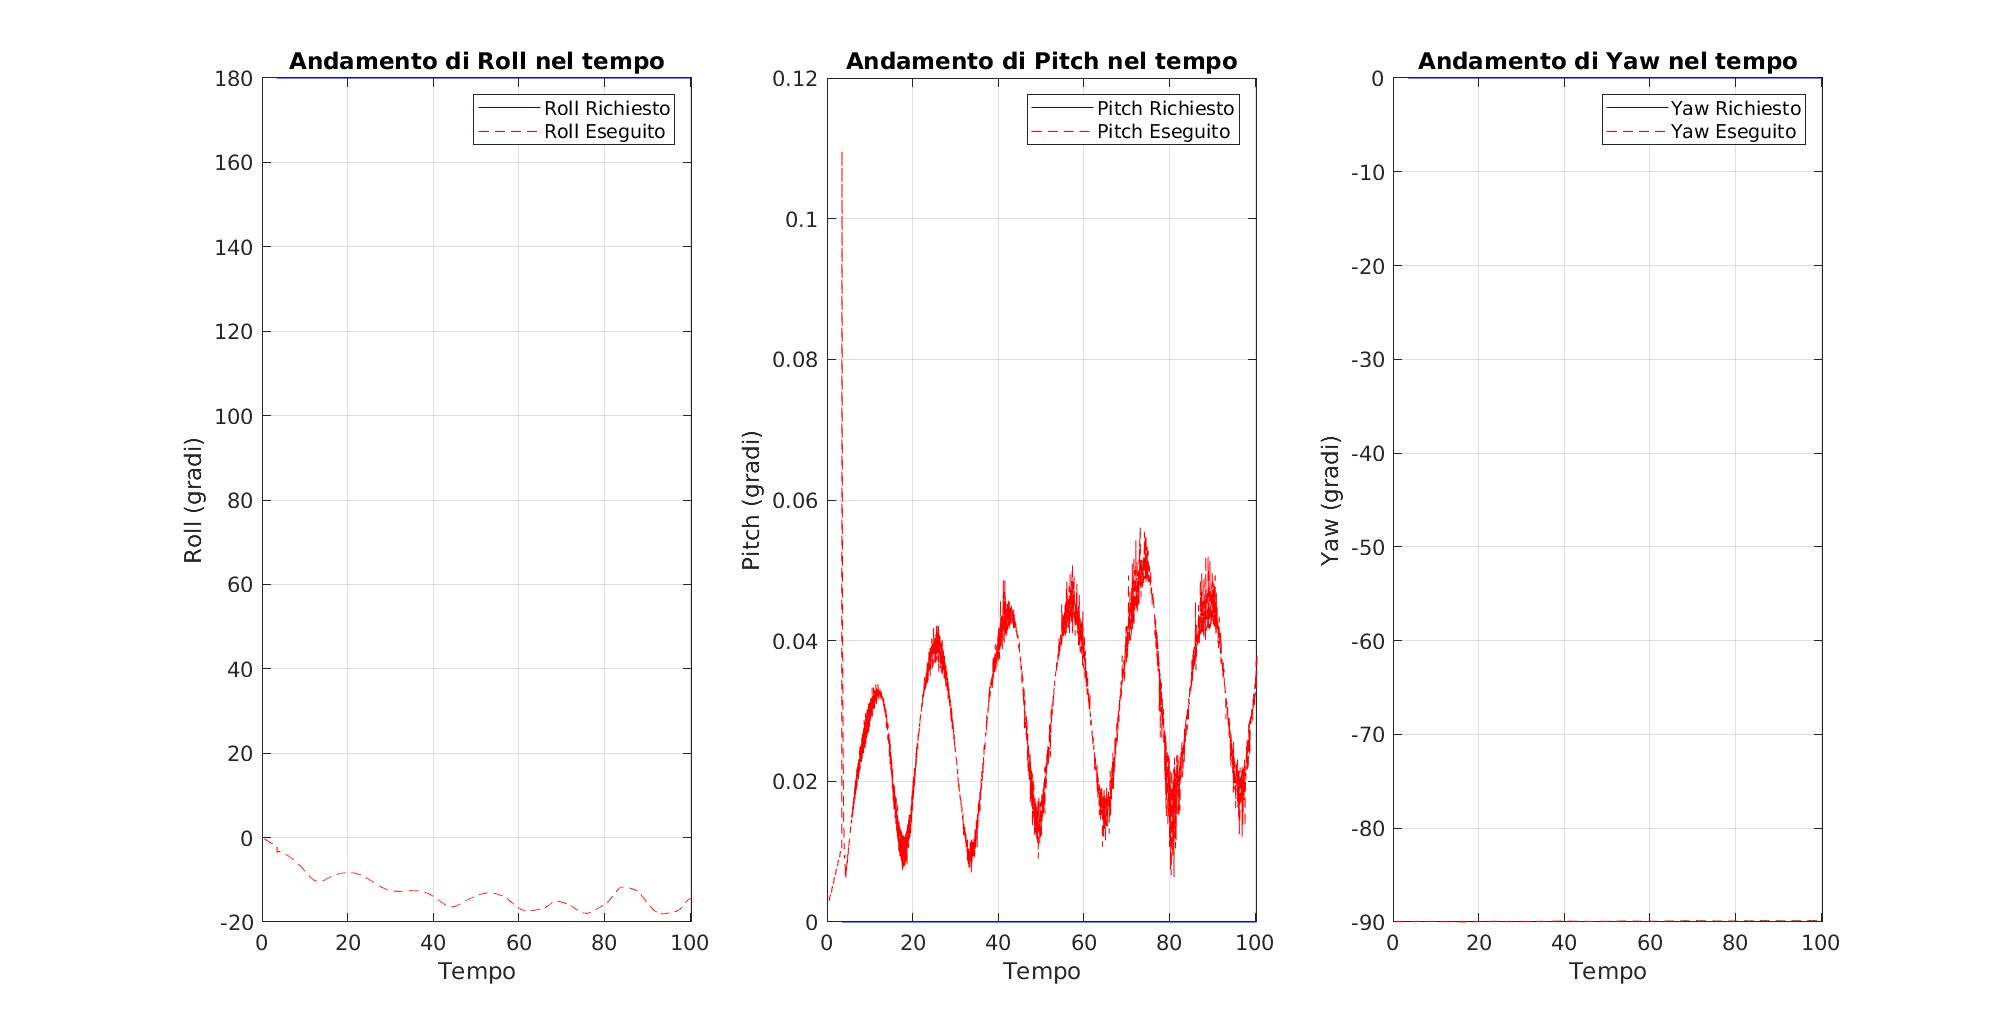 Andamento di Roll nel tempo
180
160
140
120
100
80
60
40
20
0
-20
0 20 40 60 80 100
Roll (gradi)
Tempo
Roll Richiesto
Roll Eseguito
Andamento di Pitch nel tempo
0.12
0.1
0.08
0.06
0.04
0.02
0
0 20 40 60 80 100
Pitch (gradi)
Tempo
Pitch Richiesto
Pitch Eseguito
Andamento di Yaw nel tempo
0
-10
-20
-30
-40
-50
-60
-70
-80
-90
0 20 40 60 80 100
Yaw (gradi)
Tempo
Yaw Richiesto
Yaw Eseguito